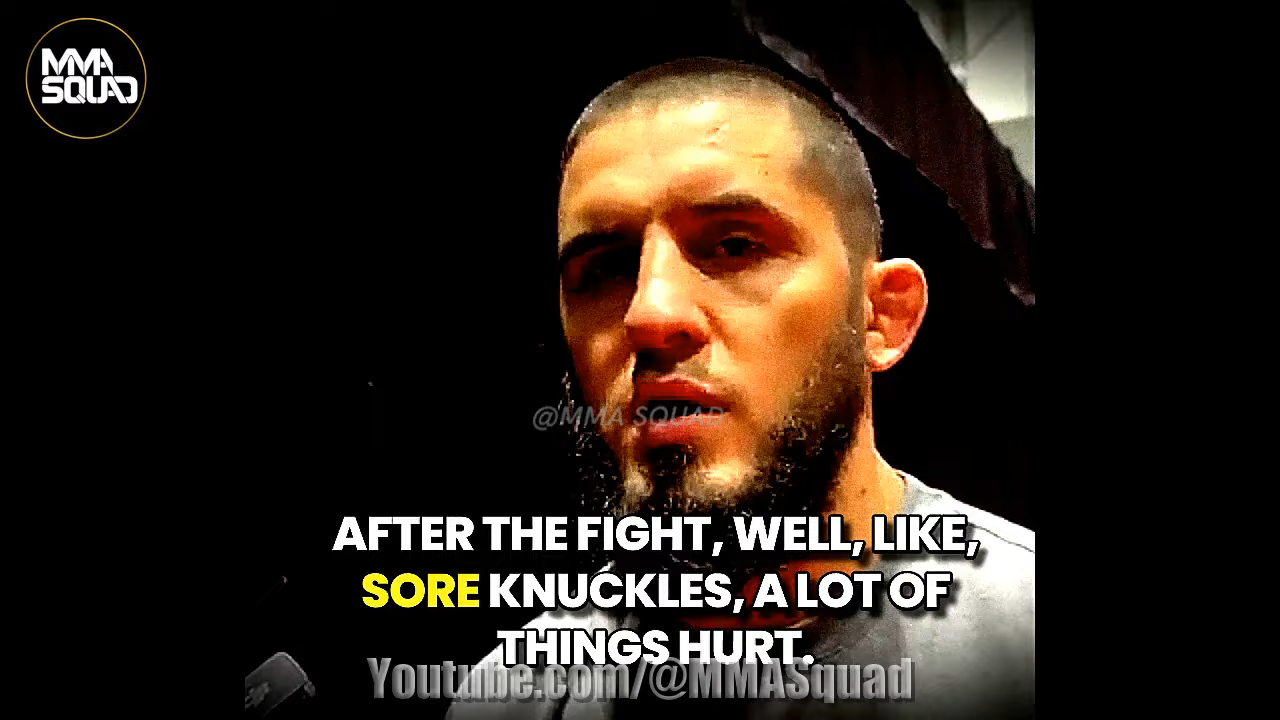 MMA
SQUAD
@MMA SQUAD
AFTER THE FIGHT, WELL, LIKE,
SORE KNUCKLES, A LOT OF
THINGS HURT.
Youtube.com/@MMASquad